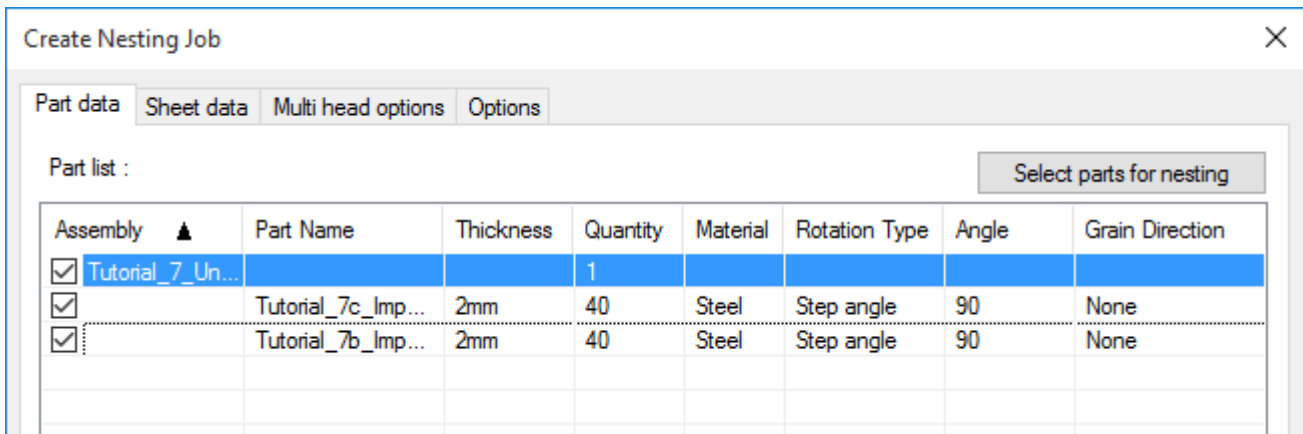 Create Nesting Job
Part data Sheet data Multi head options Options
Part list :
Select parts for nesting
Assembly ▲ Part Name Thickness Quantity Material Rotation Type Angle Grain Direction
Tutorial_7_Un... 1
Tutorial_7c_Imp... 2mm 40 Steel Step angle 90 None
Tutorial_7b_Imp... 2mm 40 Steel Step angle 90 None